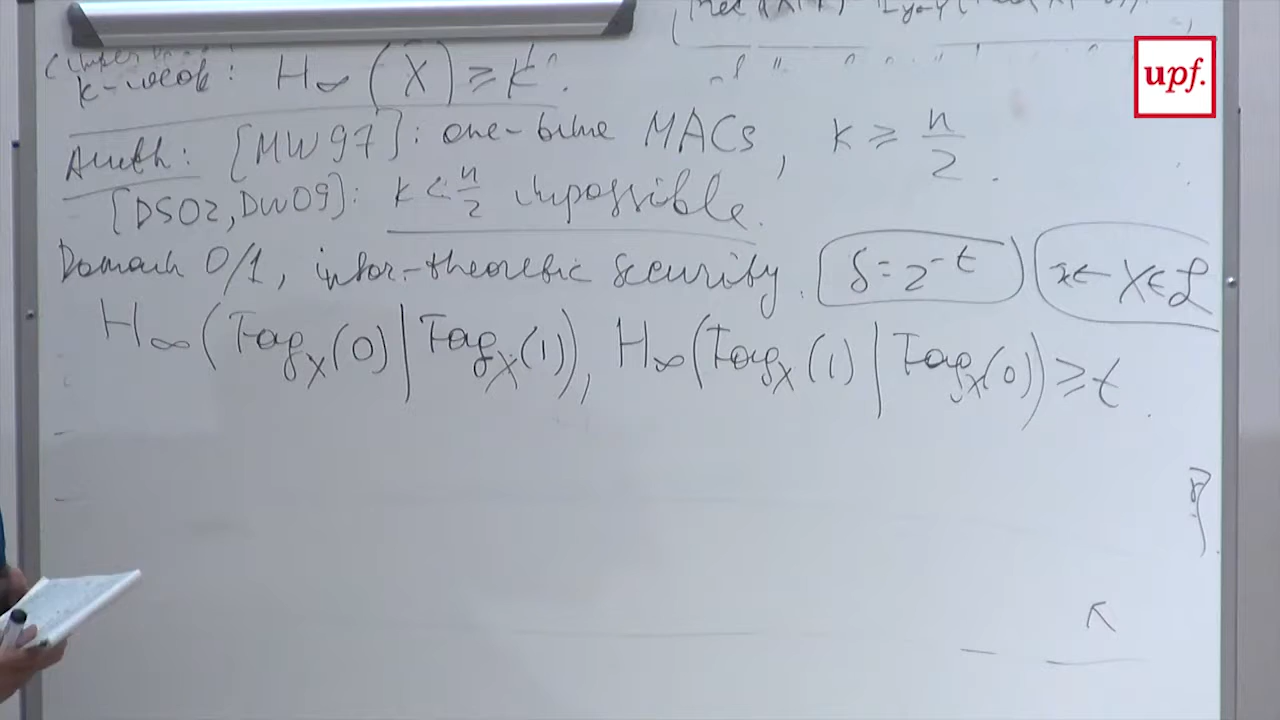 k-weak: H∞(X) ≥ k.
upf.
Auth: [MW97]: one-time MACs, k ≥ n/2.
[DS02, DW09]: k < n/2 impossible.
Domain 0/1, infor-theoretic security. δ = 2^-t x ← X ∈ ℒ
H∞(Tag_X(0) | Tag_X(1)), H∞(Tag_X(1) | Tag_X(0)) ≥ t.